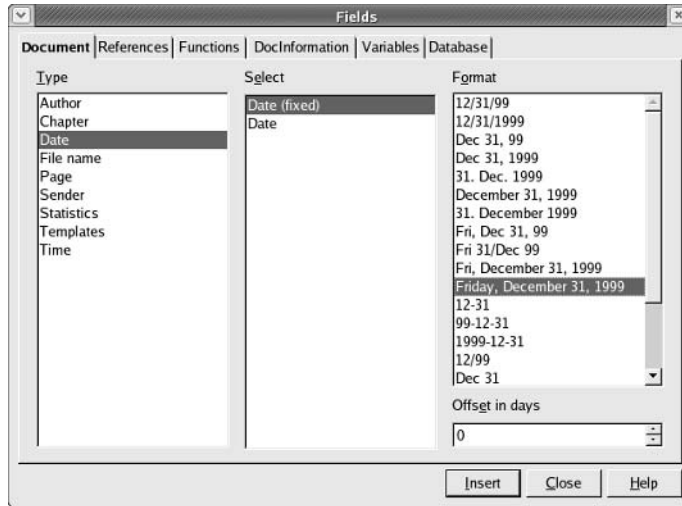 Fields
Document References Functions DocInformation Variables Database
Type
Author
Chapter
Date
File name
Page
Sender
Statistics
Templates
Time
Select
Date (fixed)
Date
Format
12/31/99
12/31/1999
Dec 31, 99
Dec 31, 1999
31. Dec. 1999
December 31, 1999
31. December 1999
Fri, Dec 31, 99
Fri 31/Dec 99
Fri, December 31, 1999
Friday, December 31, 1999
12-31
99-12-31
1999-12-31
12/99
Dec 31
Offset in days
0
Insert Close Help